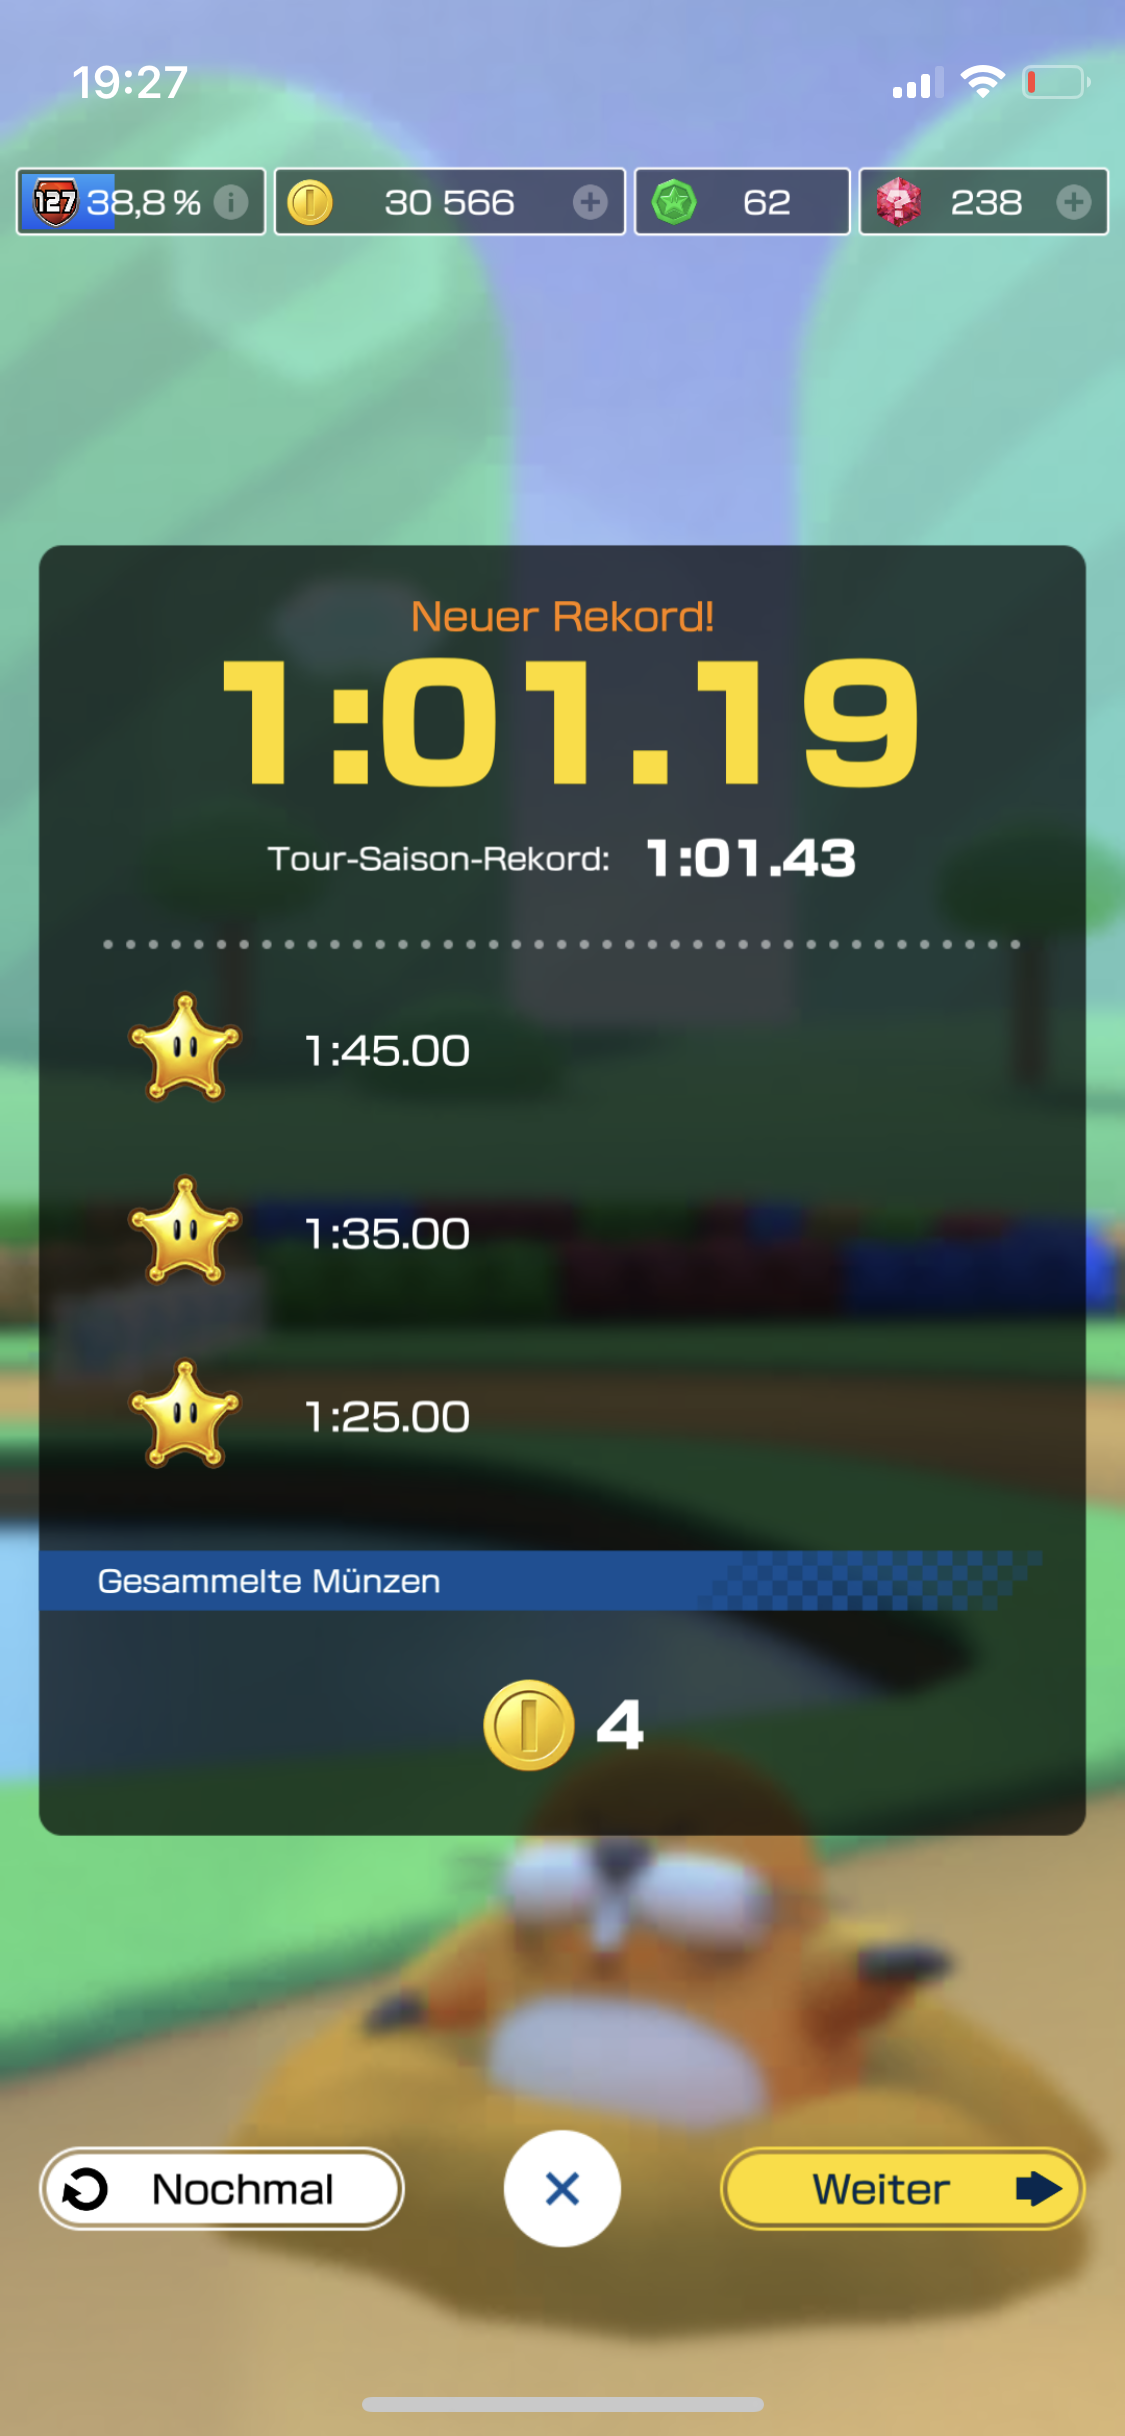 19:27
127 38,8 % i
30 566 +
62
? 238 +
Neuer Rekord!
1:01.19
Tour-Saison-Rekord: 1:01.43
1:45.00
1:35.00
1:25.00
Gesammelte Münzen
4
Nochmal
×
Weiter